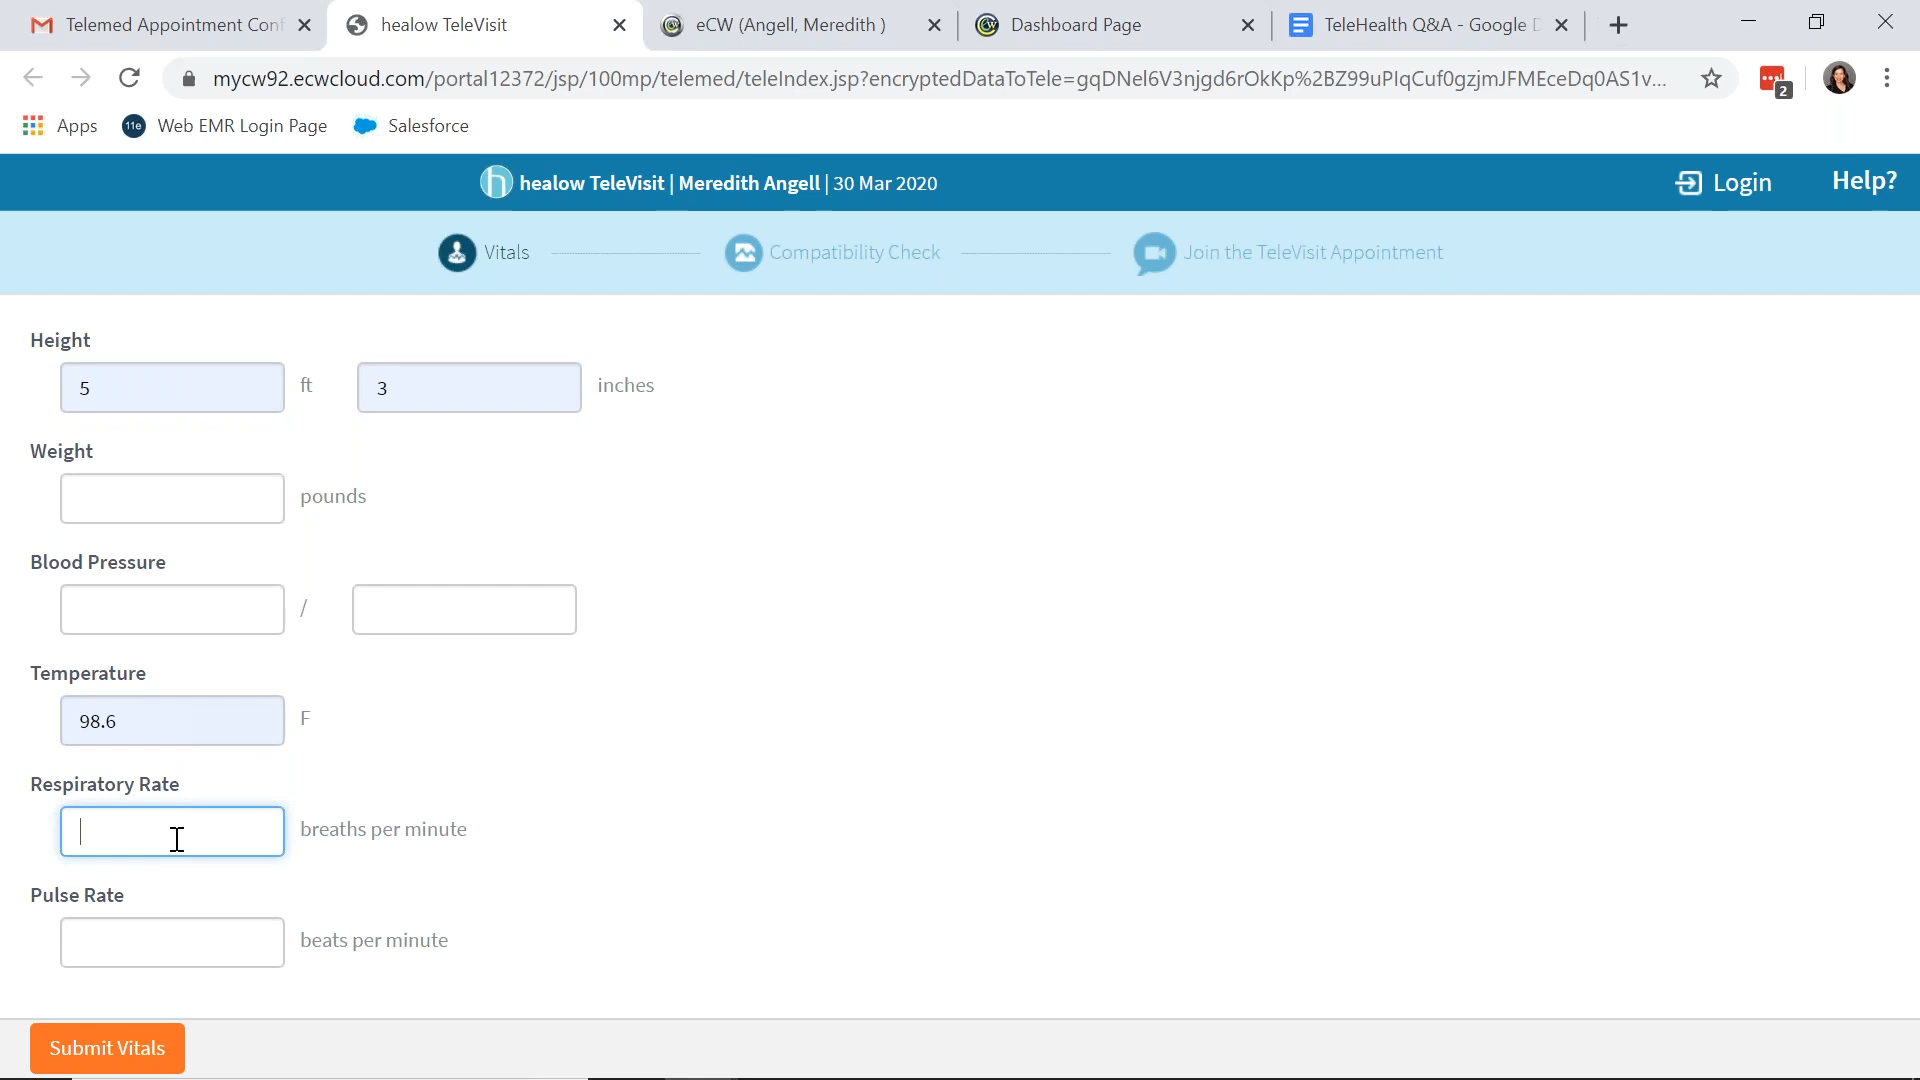 Telemed Appointment Conf
healow TeleVisit
eCW (Angell, Meredith )
Dashboard Page
TeleHealth Q&A - Google D
mycw92.ecwcloud.com/portal12372/jsp/100mp/telemed/teleIndex.jsp?encryptedDataToTele=gqDNel6V3njgd6rOkKp%2BZ99uPIqCuf0gzjmJFMEceDq0AS1v...
2
Apps
11e
Web EMR Login Page
Salesforce
h healow TeleVisit | Meredith Angell | 30 Mar 2020
Login
Help?
Vitals
Compatibility Check
Join the TeleVisit Appointment
Height
5 ft 3 inches
Weight
pounds
Blood Pressure
/
Temperature
98.6 F
Respiratory Rate
breaths per minute
Pulse Rate
beats per minute
Submit Vitals